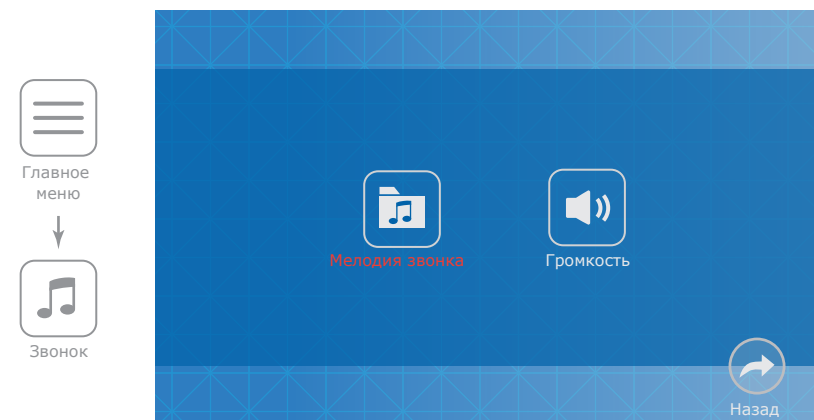 Главное
меню
Звонок
Мелодия звонка
Громкость
Назад